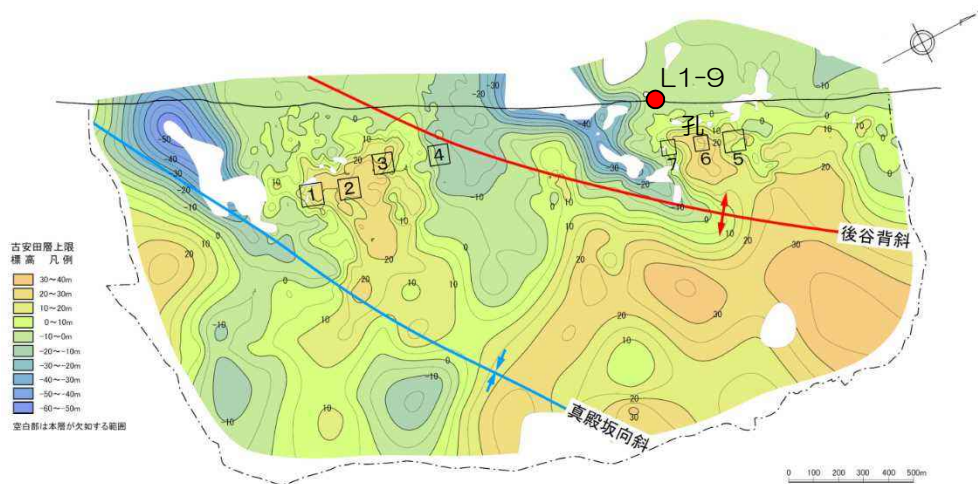 L1-9
孔
1
2
3
4
7
6
5
後谷背斜
真殿坂向斜
古安田層上限
標高 凡例
30～40m
20～30m
10～20m
0～10m
-10～0m
-20～-10m
-30～-20m
-40～-30m
-50～-40m
-60～-50m
空白部は本層が欠如する範囲
0 100 200 300 400 500m